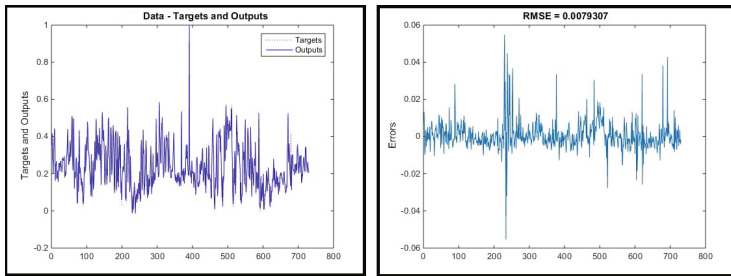 Data - Targets and Outputs
Targets and Outputs
1
0.8
0.6
0.4
0.2
0
-0.2
0 100 200 300 400 500 600 700 800
Targets
Outputs
RMSE = 0.0079307
Errors
0.06
0.04
0.02
0
-0.02
-0.04
-0.06
0 100 200 300 400 500 600 700 800